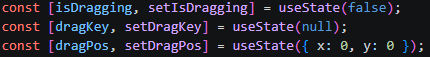 const [isDragging, setIsDragging] = useState(false);
const [dragKey, setDragKey] = useState(null);
const [dragPos, setDragPos] = useState({ x: 0, y: 0 });